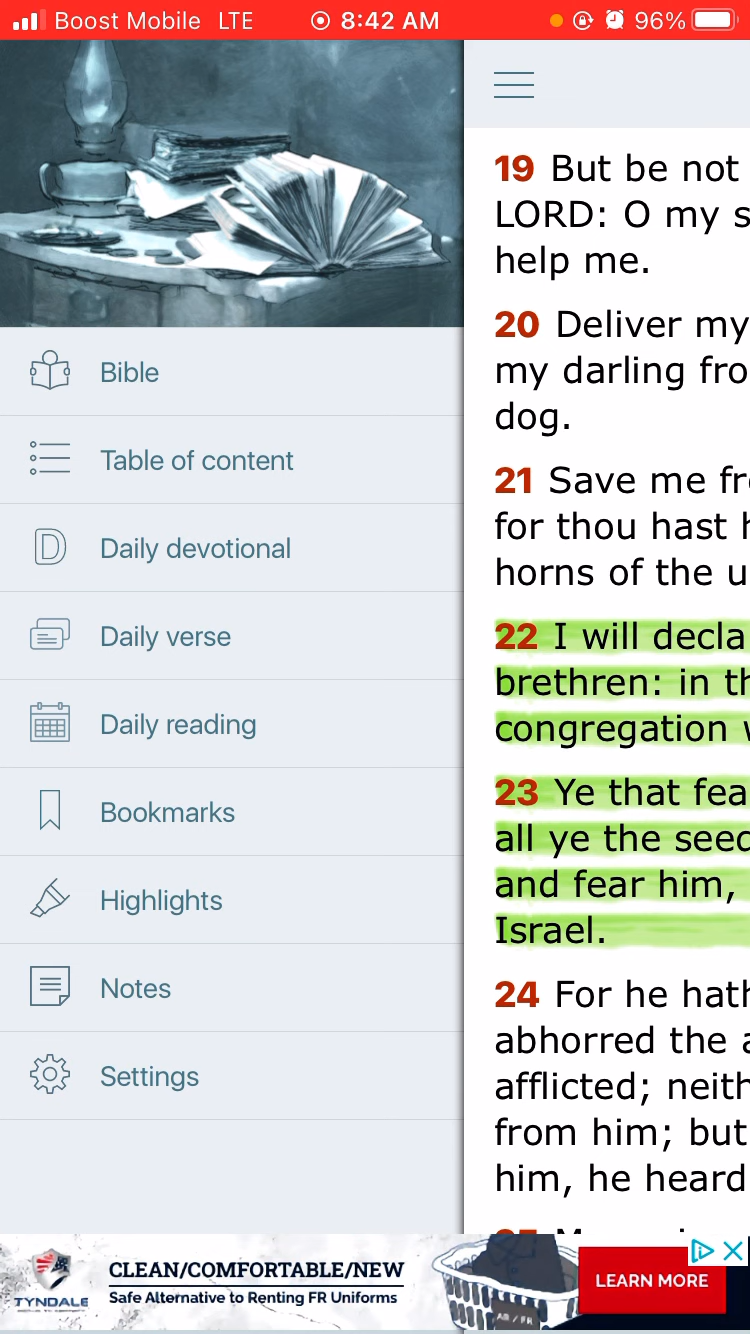 Boost Mobile LTE 8:42 AM 96%
Bible
Table of content
D Daily devotional
Daily verse
Daily reading
Bookmarks
Highlights
Notes
Settings
19 But be not
LORD: O my s
help me.
20 Deliver my
my darling fro
dog.
21 Save me fr
for thou hast h
horns of the u
22 I will decla
brethren: in th
congregation w
23 Ye that fea
all ye the seed
and fear him,
Israel.
24 For he hath
abhorred the a
afflicted; neith
from him; but
him, he heard
TYNDALE
CLEAN/COMFORTABLE/NEW
Safe Alternative to Renting FR Uniforms
AR / FR
LEARN MORE